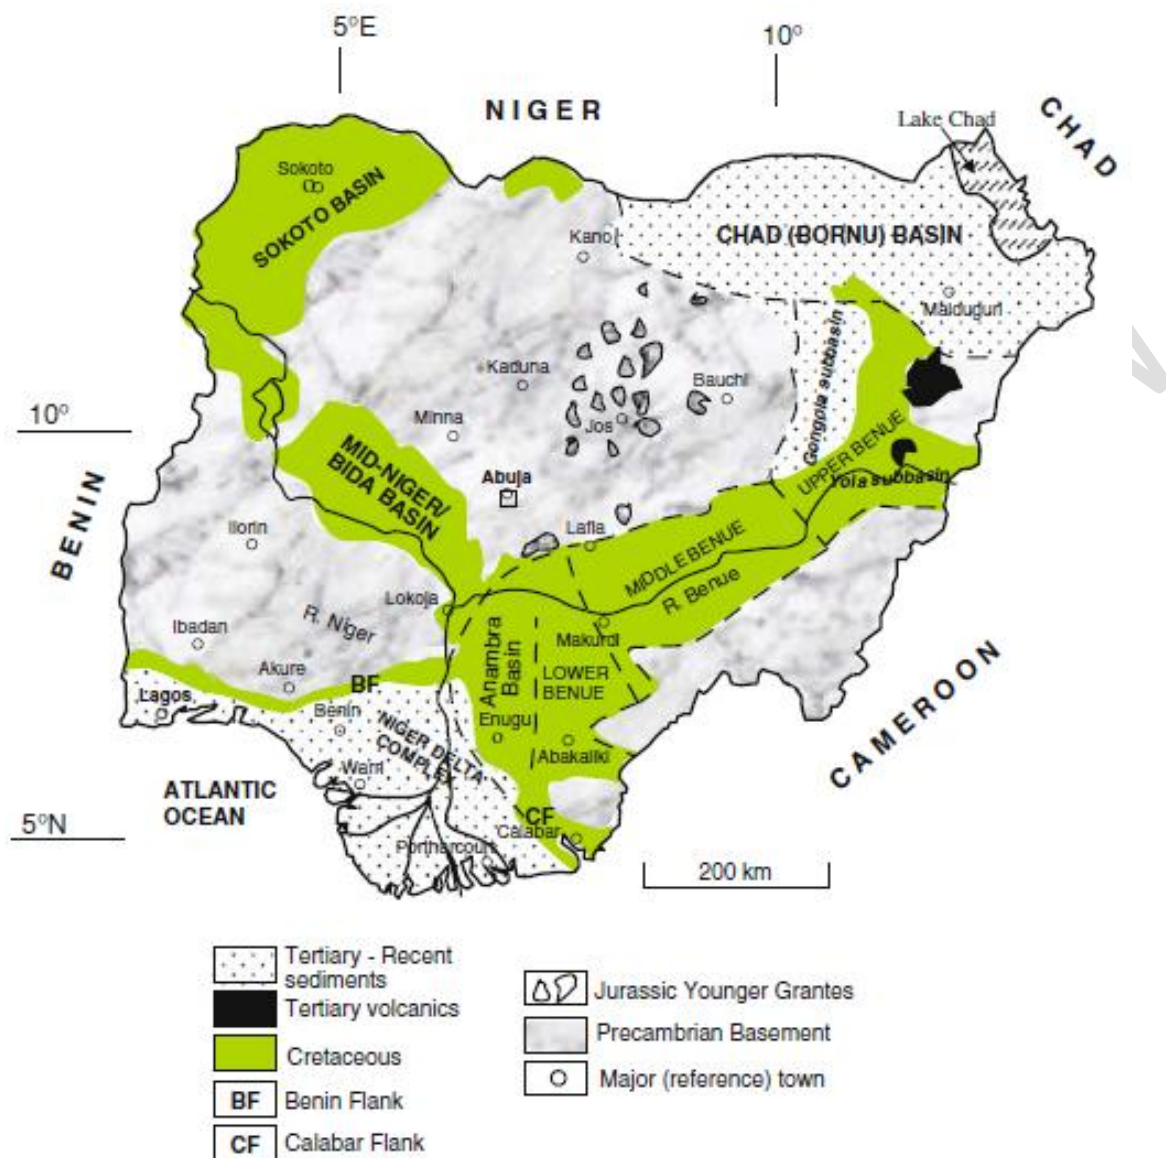 5°E
10°
NIGER
CHAD
Lake Chad
Sokoto
SOKOTO BASIN
Kano
CHAD (BORNU) BASIN
Maiduguri
Kaduna
Bauchi
Gongola subbasin
Minna
Jos
10°
MID-NIGER/
BIDA BASIN
Abuja
UPPER BENUE
Yola subbasin
BENIN
Ilorin
Lafia
MIDDLE BENUE
R. Benue
Lokoja
R. Niger
Ibadan
Akure
Anambra
Basin
Makurdi
LOWER
BENUE
BF
Lagos
Benin
Enugu
Abakaliki
NIGER DELTA
COMPLEX
Warri
CAMEROON
ATLANTIC
OCEAN
5°N
CF
Calabar
Portharcourt
200 km
Tertiary - Recent
sediments
Tertiary volcanics
Cretaceous
BF Benin Flank
CF Calabar Flank
Jurassic Younger Grantes
Precambrian Basement
Major (reference) town